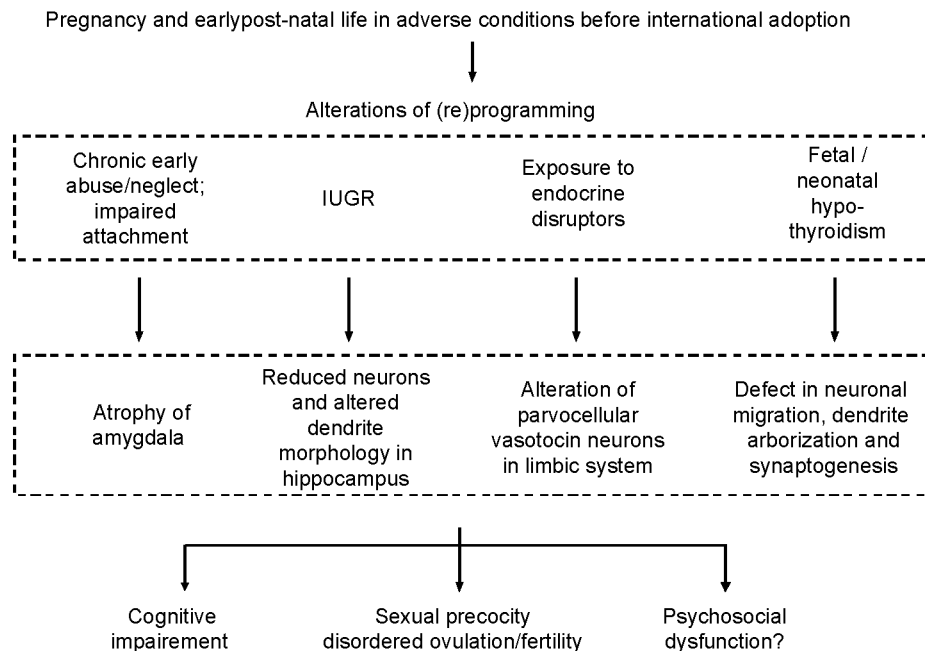 Pregnancy and earlypost-natal life in adverse conditions before international adoption
Alterations of (re)programming
Chronic early
abuse/neglect;
impaired
attachment
IUGR
Exposure to
endocrine
disruptors
Fetal /
neonatal
hypo-
thyroidism
Atrophy of
amygdala
Reduced neurons
and altered
dendrite
morphology in
hippocampus
Alteration of
parvocellular
vasotocin neurons
in limbic system
Defect in neuronal
migration, dendrite
arborization and
synaptogenesis
Cognitive
impairement
Sexual precocity
disordered ovulation/fertility
Psychosocial
dysfunction?